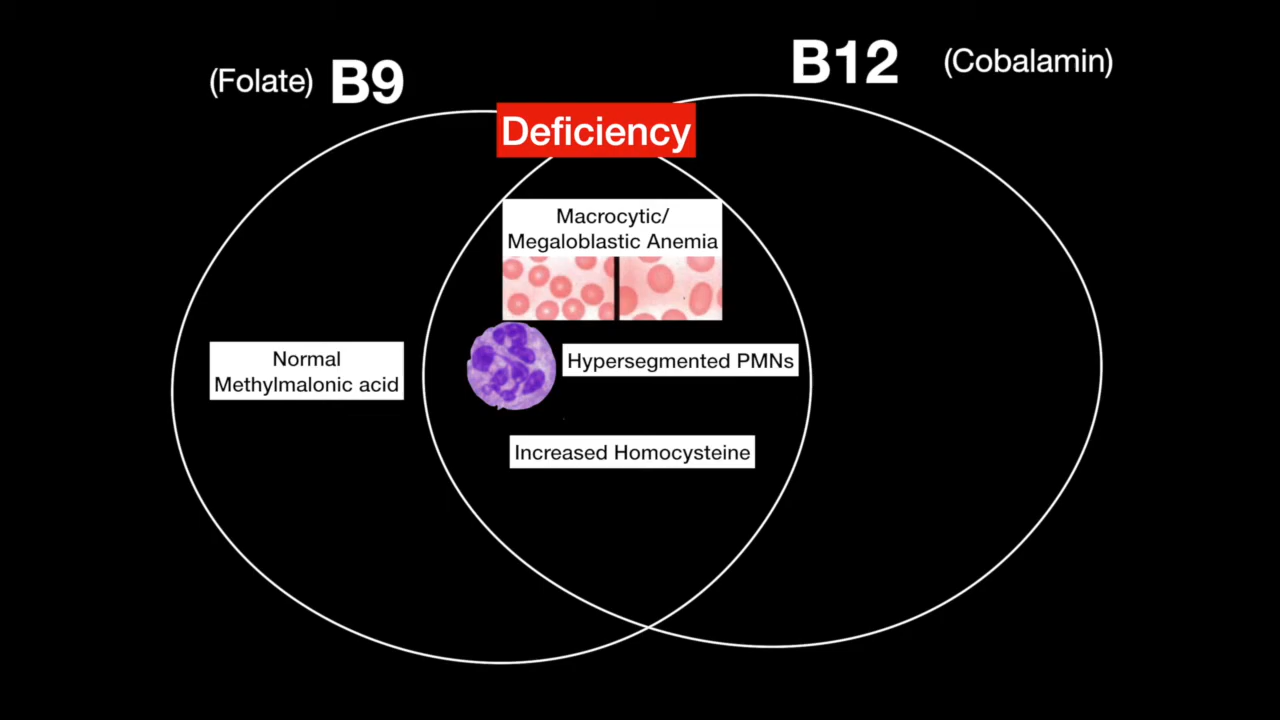 (Folate) B9
B12 (Cobalamin)
Deficiency
Macrocytic/
Megaloblastic Anemia
Normal
Methylmalonic acid
Hypersegmented PMNs
Increased Homocysteine